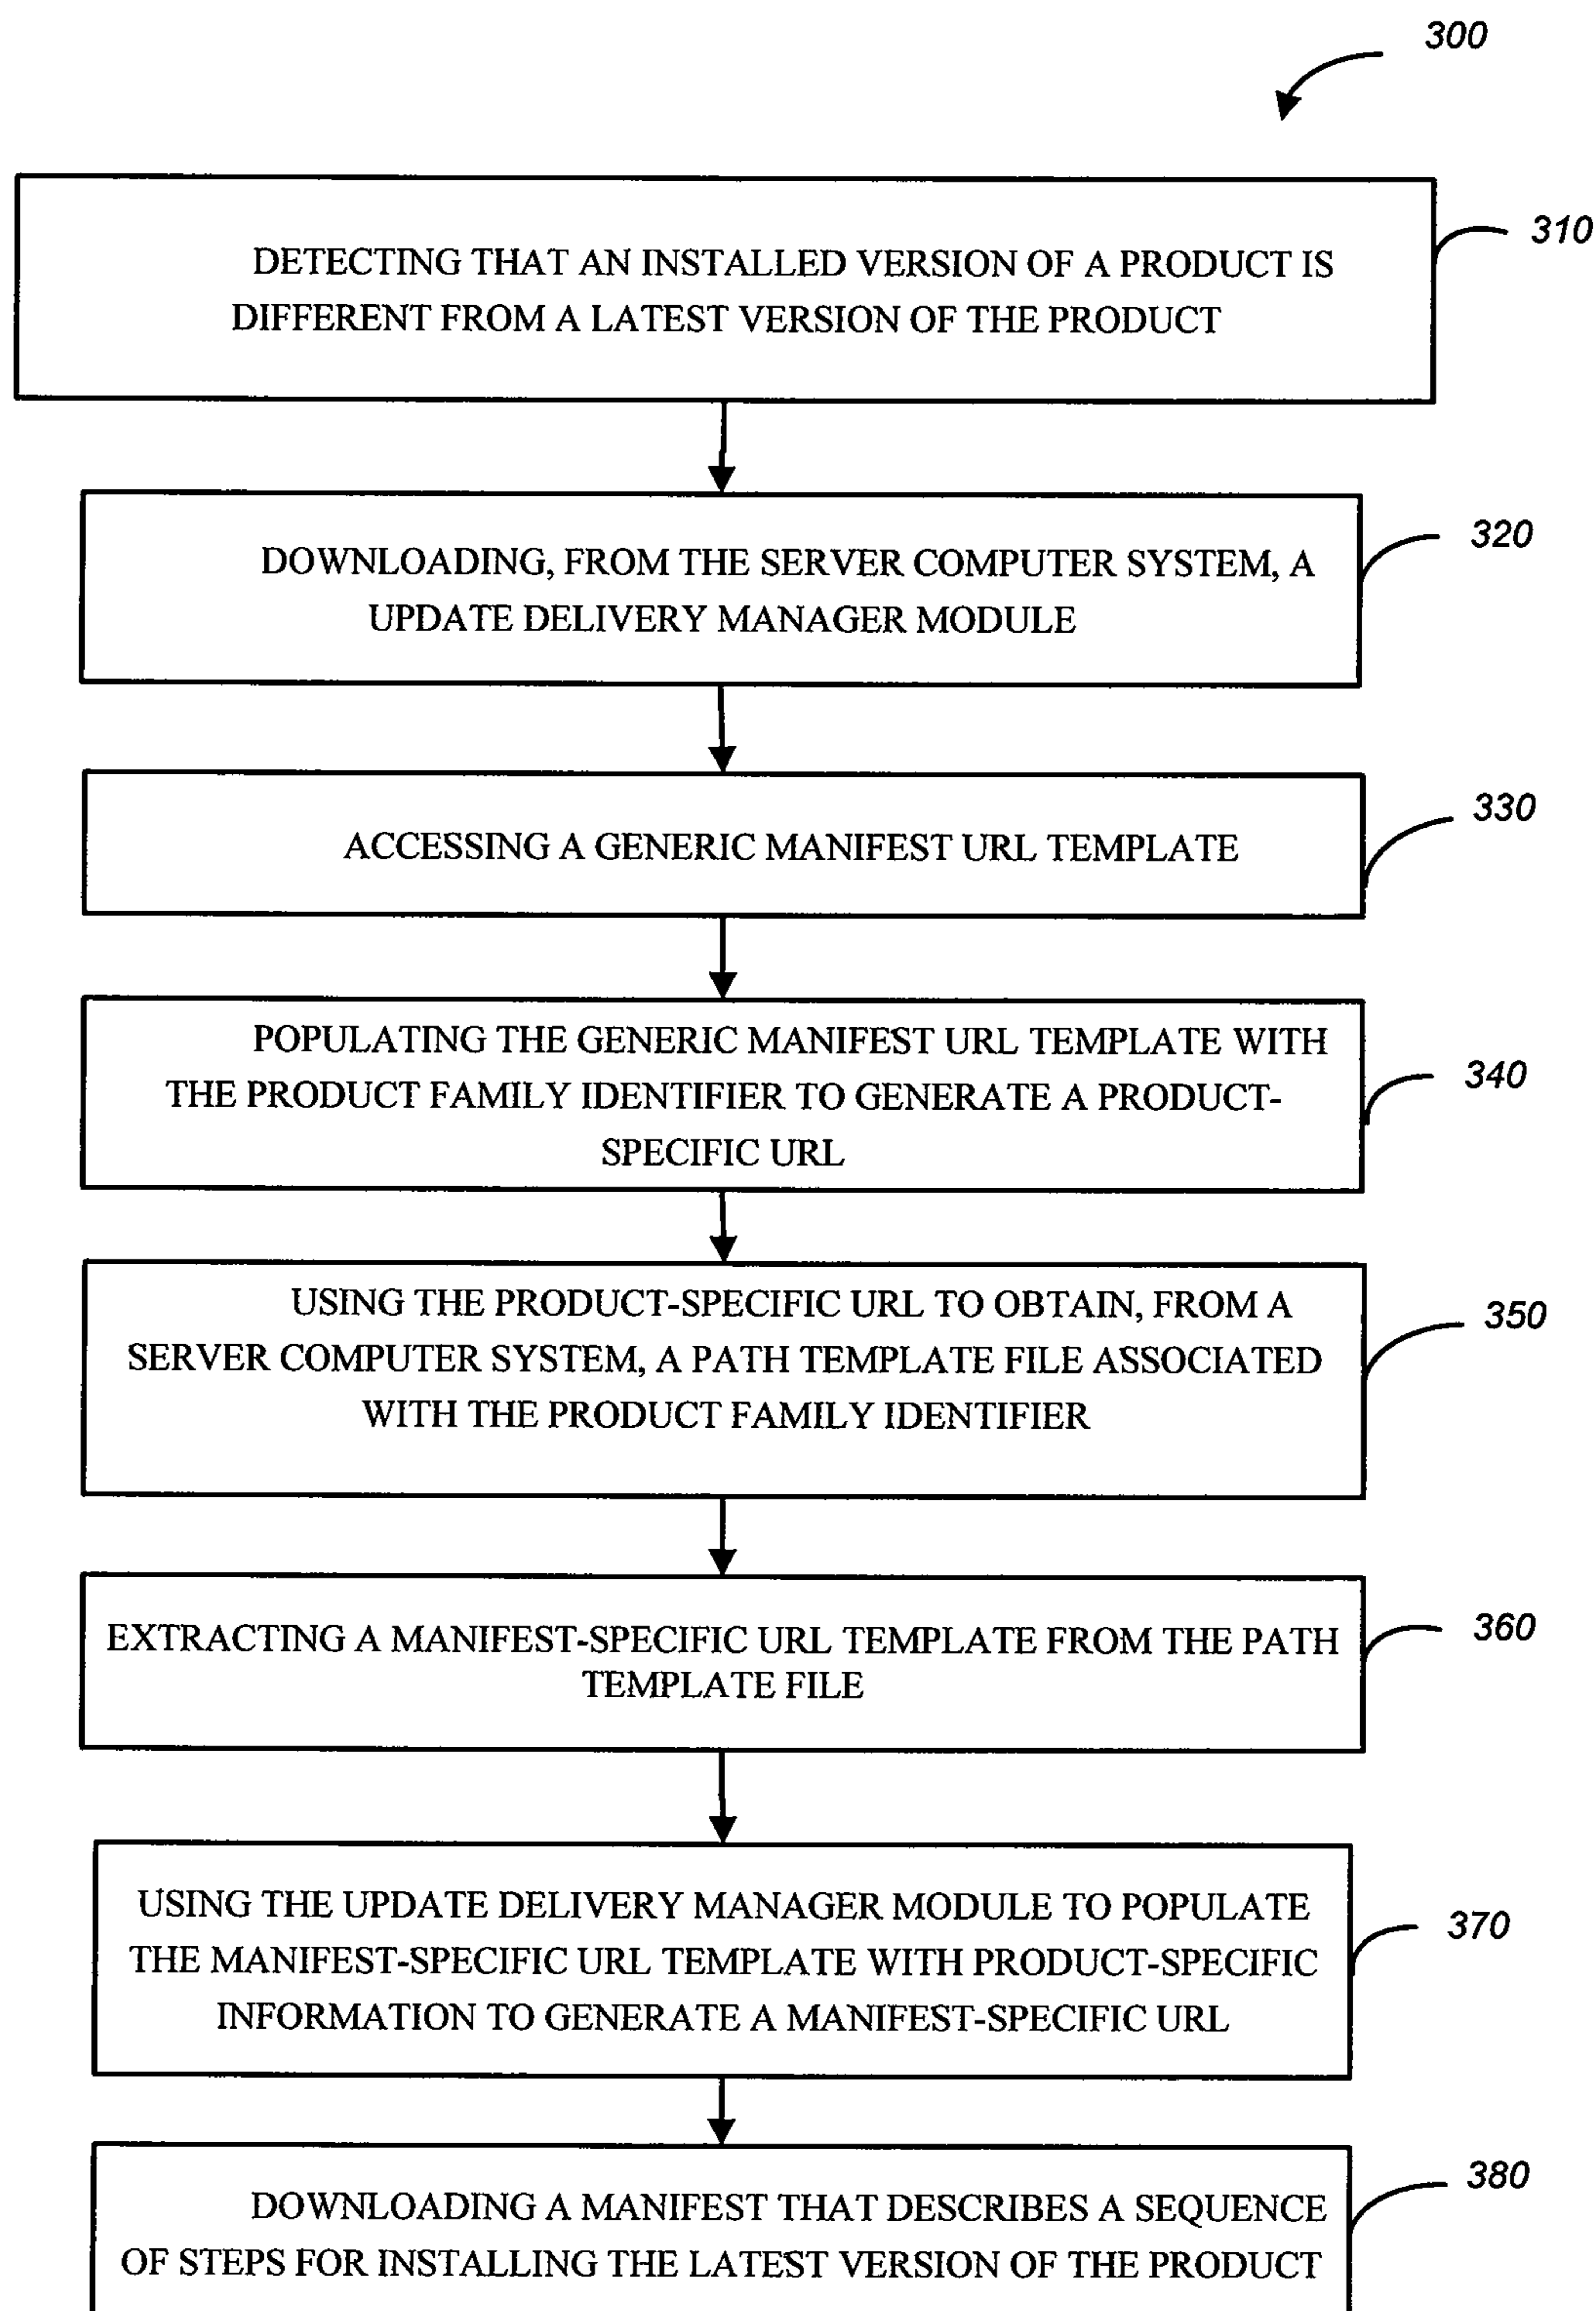 300
DETECTING THAT AN INSTALLED VERSION OF A PRODUCT IS
DIFFERENT FROM A LATEST VERSION OF THE PRODUCT
310
DOWNLOADING, FROM THE SERVER COMPUTER SYSTEM, A
UPDATE DELIVERY MANAGER MODULE
320
ACCESSING A GENERIC MANIFEST URL TEMPLATE
330
POPULATING THE GENERIC MANIFEST URL TEMPLATE WITH
THE PRODUCT FAMILY IDENTIFIER TO GENERATE A PRODUCT-
SPECIFIC URL
340
USING THE PRODUCT-SPECIFIC URL TO OBTAIN, FROM A
SERVER COMPUTER SYSTEM, A PATH TEMPLATE FILE ASSOCIATED
WITH THE PRODUCT FAMILY IDENTIFIER
350
EXTRACTING A MANIFEST-SPECIFIC URL TEMPLATE FROM THE PATH
TEMPLATE FILE
360
USING THE UPDATE DELIVERY MANAGER MODULE TO POPULATE
THE MANIFEST-SPECIFIC URL TEMPLATE WITH PRODUCT-SPECIFIC
INFORMATION TO GENERATE A MANIFEST-SPECIFIC URL
370
DOWNLOADING A MANIFEST THAT DESCRIBES A SEQUENCE
OF STEPS FOR INSTALLING THE LATEST VERSION OF THE PRODUCT
380